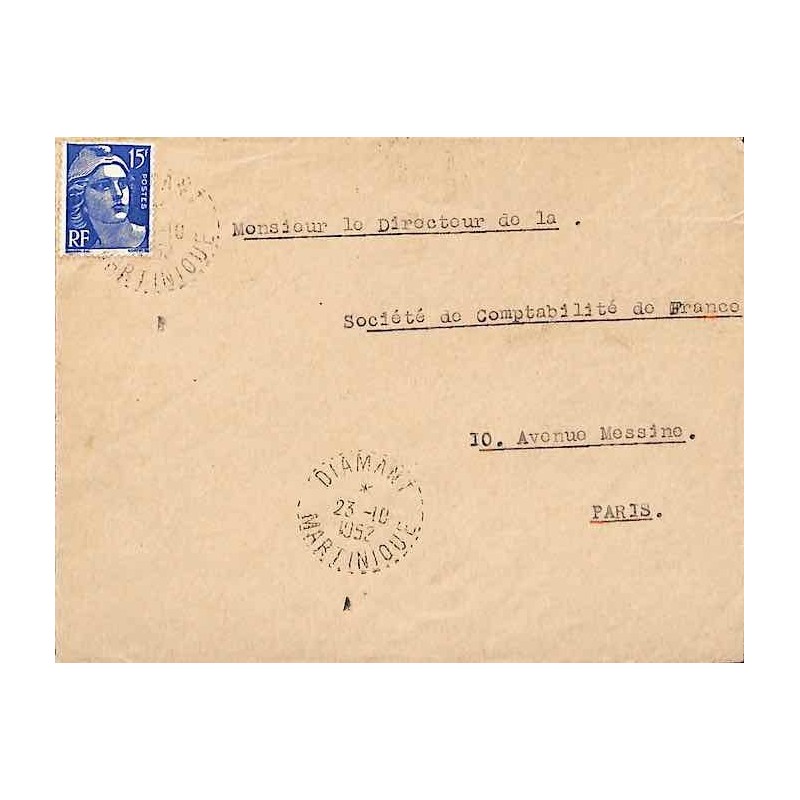 15F
POSTES
RF
MARTINIQUE
Monsieur le Directeur de la .
Société de Comptabilité de France
10. Avenue Messine.
PARIS.
DIAMANT
*
23 -10
1952
MARTINIQUE